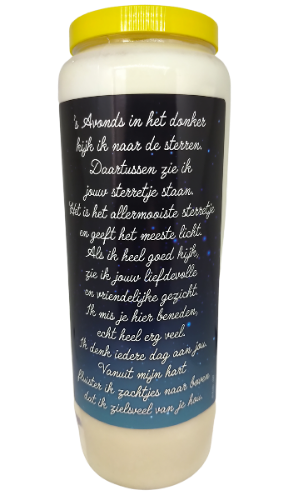 's Avonds in het donker
kijk ik naar de sterren.
Daartussen zie ik
jouw sterretje staan.
Het is het allermooiste sterretje
en geeft het meeste licht.
Als ik heel goed kijk,
zie ik jouw liefdevolle
en vriendelijke gezicht.
Ik mis je hier beneden,
echt heel erg veel.
Ik denk iedere dag aan jou.
Vanuit mijn hart
fluister ik zachtjes naar boven
dat ik zielsveel van je hou.